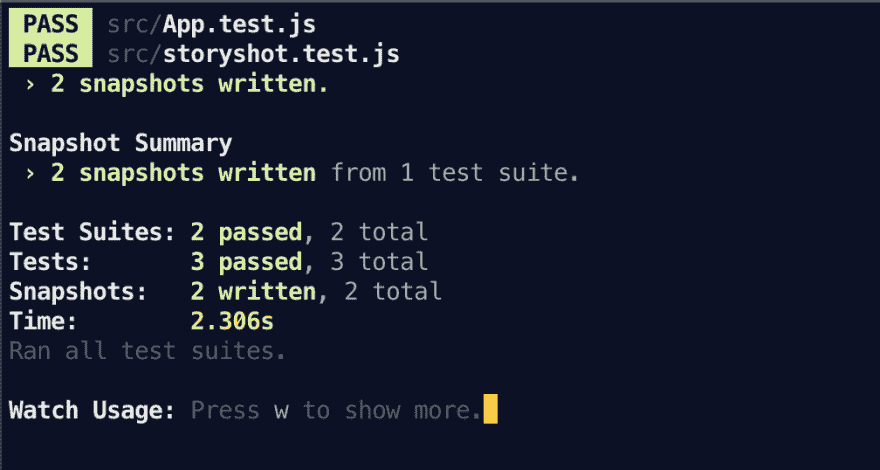 PASS src/App.test.js
PASS src/storyshot.test.js
› 2 snapshots written.
Snapshot Summary
› 2 snapshots written from 1 test suite.
Test Suites: 2 passed, 2 total
Tests: 3 passed, 3 total
Snapshots: 2 written, 2 total
Time: 2.306s
Ran all test suites.
Watch Usage: Press w to show more.